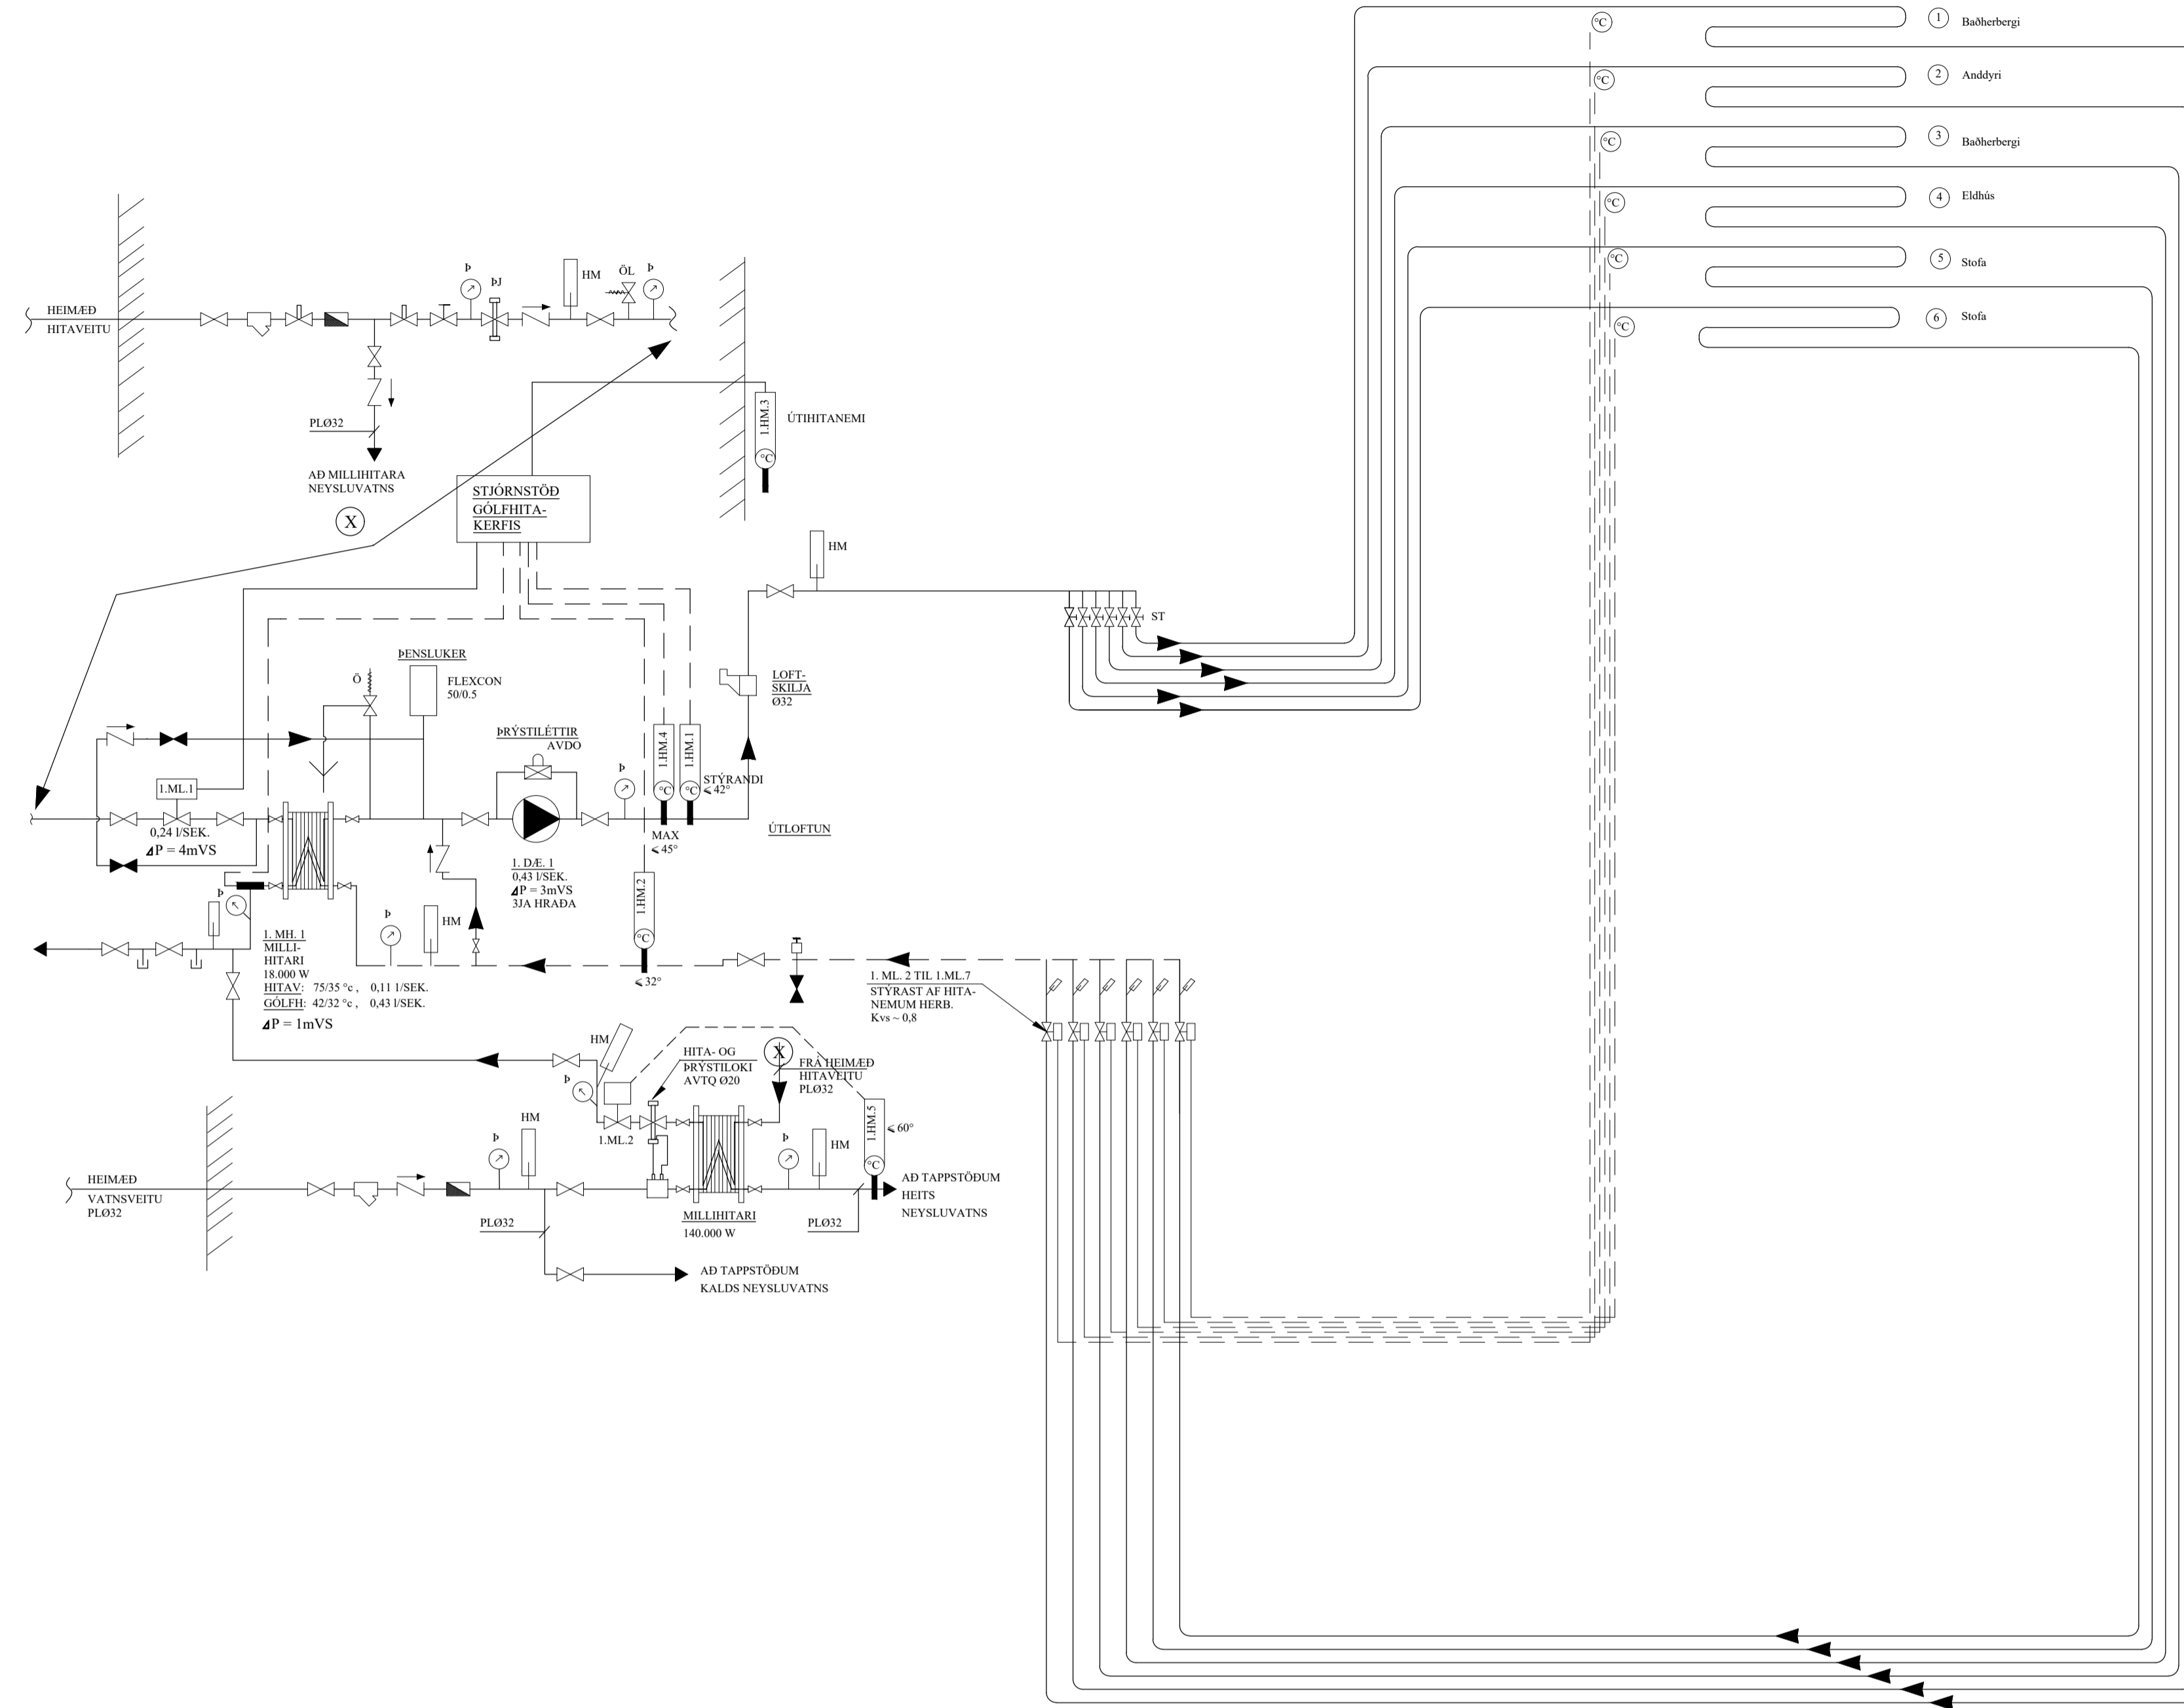 °C
1
Baðherbergi
°C
2
Anddyri
°C
3
Baðherbergi
°C
4
Eldhús
°C
5
Stofa
°C
6
Stofa
HEIMÆÐ
HITAVEITU
Þ
ÞJ
HM
ÖL
Þ
PLØ32
AÐ MILLIHITARA
NEYSLUVATNS
X
1.HM.3
°C
ÚTIHITANEMI
STJÓRNSTÖÐ
GÓLFHITA-
KERFIS
HM
ST
Ö
ÞENSLUKER
FLEXCON
50/0.5
LOFT-
SKILJA
Ø32
ÞRÝSTILÉTTIR
AVDO
Þ
1.HM.4
°C
1.HM.1
°C
STÝRANDI
⩽ 42°
1.ML.1
0,24 l/SEK.
⊿P = 4mVS
MAX
⩽ 45°
ÚTLOFTUN
1. DÆ. 1
0,43 l/SEK.
⊿P = 3mVS
3JA HRAÐA
1.HM.2
°C
⩽ 32°
Þ
Þ
HM
1. MH. 1
MILLI-
HITARI
18.000 W
HITAV: 75/35 °c , 0,11 l/SEK.
GÓLFH: 42/32 °c , 0,43 l/SEK.
⊿P = 1mVS
1. ML. 2 TIL 1.ML.7
STÝRAST AF HITA-
NEMUM HERB.
Kvs ~ 0,8
HM
Þ
HITA- OG
ÞRÝSTILOKI
AVTQ Ø20
X
FRÁ HEIMÆÐ
HITAVEITU
PLØ32
1.ML.2
1.HM.5
°C
⩽ 60°
HEIMÆÐ
VATNSVEITU
PLØ32
Þ
HM
Þ
HM
AÐ TAPPSTÖÐUM
HEITS
NEYSLUVATNS
PLØ32
MILLIHITARI
140.000 W
PLØ32
AÐ TAPPSTÖÐUM
KALDS NEYSLUVATNS